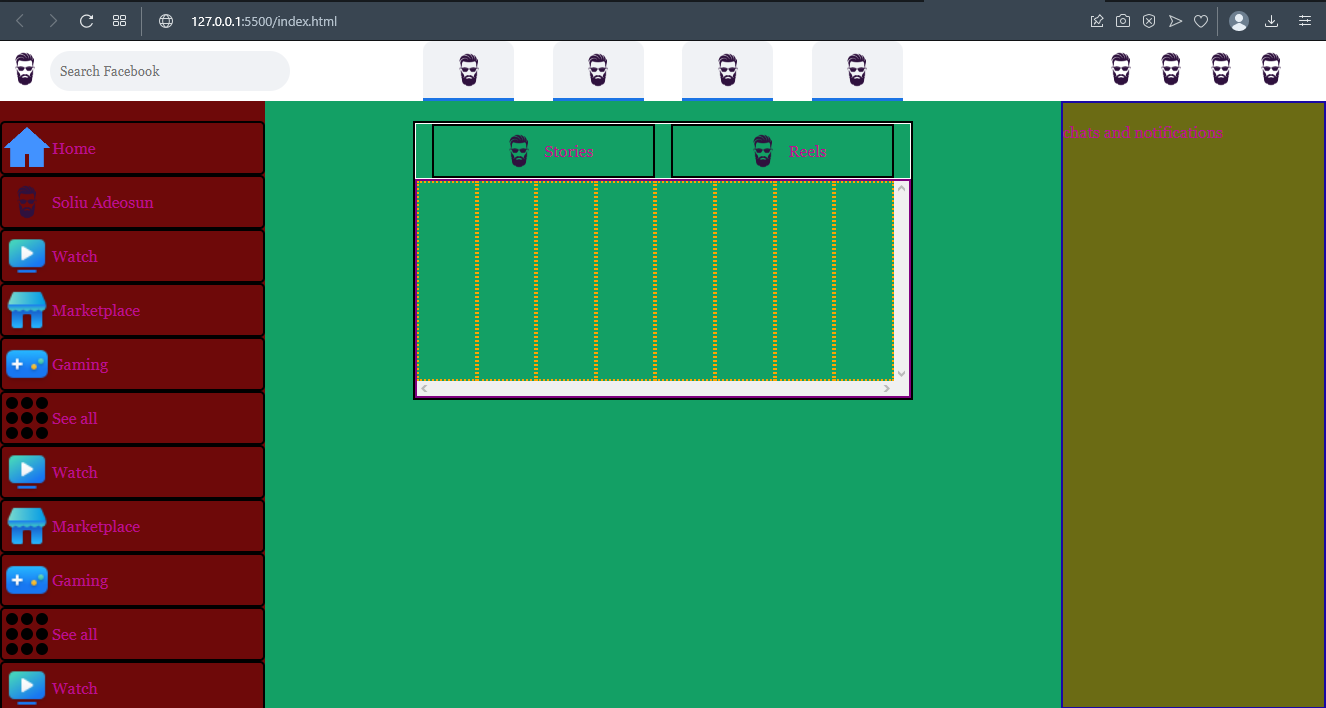 127.0.0.1:5500/index.html
Search Facebook
Home
Soliu Adeosun
Watch
Marketplace
Gaming
See all
Watch
Marketplace
Gaming
See all
Watch
Stories
Reels
chats and notifications